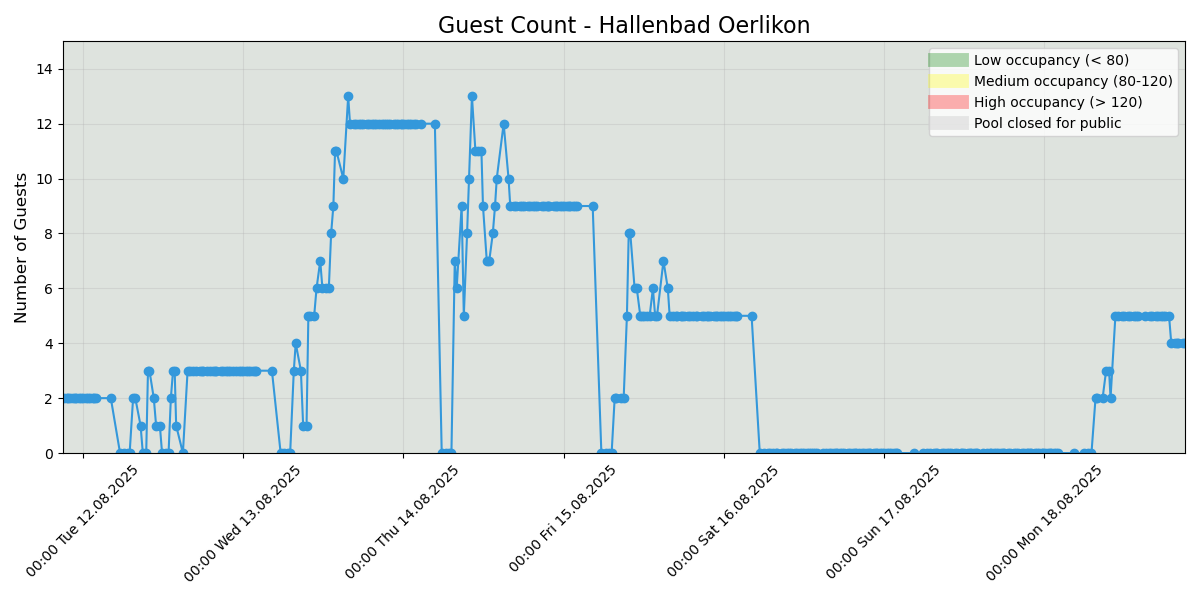 Guest Count - Hallenbad Oerlikon
Low occupancy (< 80)
Medium occupancy (80-120)
High occupancy (> 120)
Pool closed for public
Number of Guests
14
12
10
8
6
4
2
0
00:00 Tue 12.08.2025
00:00 Wed 13.08.2025
00:00 Thu 14.08.2025
00:00 Fri 15.08.2025
00:00 Sat 16.08.2025
00:00 Sun 17.08.2025
00:00 Mon 18.08.2025